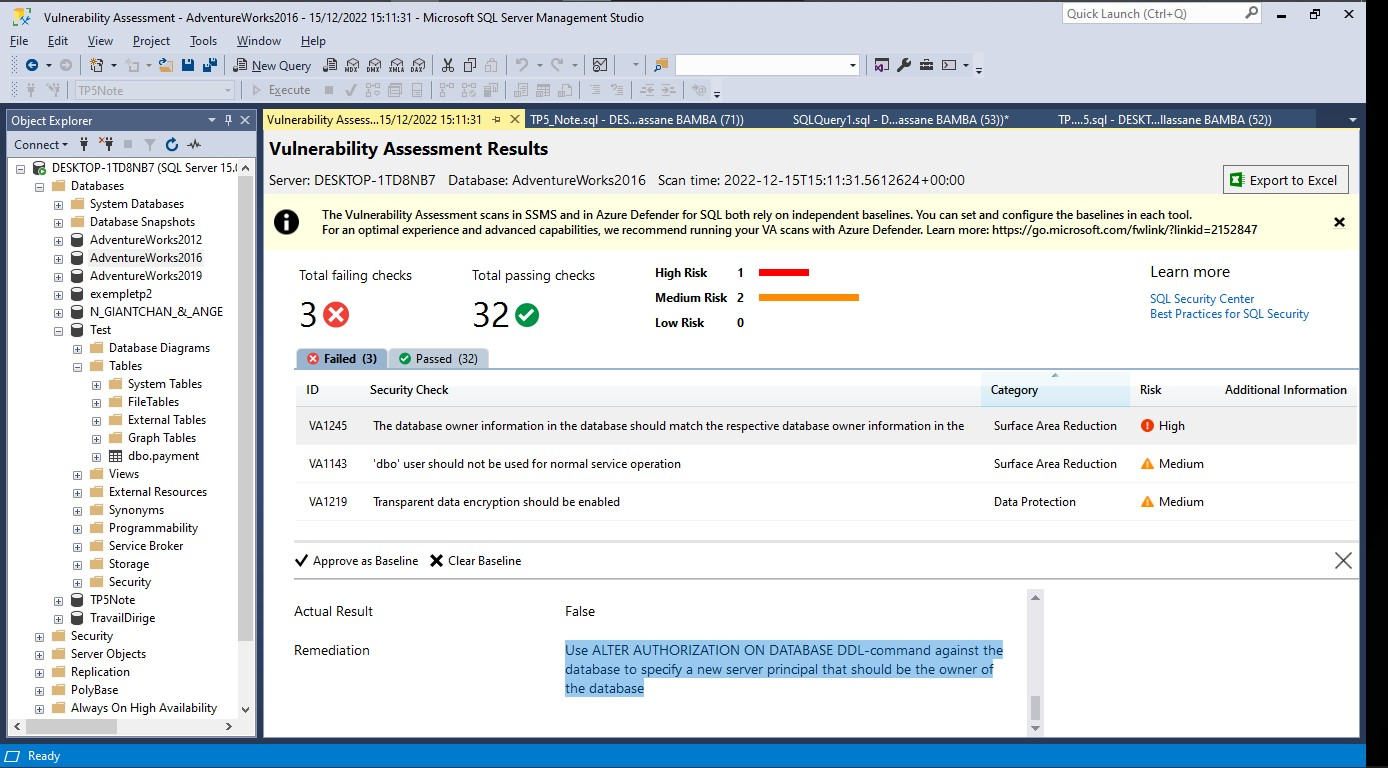 Vulnerability Assessment - AdventureWorks2016 - 15/12/2022 15:11:31 - Microsoft SQL Server Management Studio
Quick Launch (Ctrl+Q)
File Edit View Project Tools Window Help
New Query MDX DMX XMLA DAX
TP5Note Execute
Object Explorer
Connect
DESKTOP-1TD8NB7 (SQL Server 15.0
Databases
System Databases
Database Snapshots
AdventureWorks2012
AdventureWorks2016
AdventureWorks2019
exempletp2
N_GIANTCHAN_&_ANGE
Test
Database Diagrams
Tables
System Tables
FileTables
External Tables
Graph Tables
dbo.payment
Views
External Resources
Synonyms
Programmability
Service Broker
Storage
Security
TP5Note
TravailDirige
Security
Server Objects
Replication
PolyBase
Always On High Availability
Vulnerability Assess...15/12/2022 15:11:31 TP5_Note.sql - DES...assane BAMBA (71)) SQLQuery1.sql - D...assane BAMBA (53))* TP....5.sql - DESKT...llassane BAMBA (52))
Vulnerability Assessment Results
Server: DESKTOP-1TD8NB7 Database: AdventureWorks2016 Scan time: 2022-12-15T15:11:31.5612624+00:00
Export to Excel
The Vulnerability Assessment scans in SSMS and in Azure Defender for SQL both rely on independent baselines. You can set and configure the baselines in each tool.
For an optimal experience and advanced capabilities, we recommend running your VA scans with Azure Defender. Learn more: https://go.microsoft.com/fwlink/?linkid=2152847
Total failing checks
3
Total passing checks
32
High Risk 1
Medium Risk 2
Low Risk 0
Learn more
SQL Security Center
Best Practices for SQL Security
Failed (3) Passed (32)
ID Security Check Category Risk Additional Information
VA1245 The database owner information in the database should match the respective database owner information in the Surface Area Reduction High
VA1143 'dbo' user should not be used for normal service operation Surface Area Reduction Medium
VA1219 Transparent data encryption should be enabled Data Protection Medium
Approve as Baseline Clear Baseline
Actual Result False
Remediation Use ALTER AUTHORIZATION ON DATABASE DDL-command against the
database to specify a new server principal that should be the owner of
the database
Ready